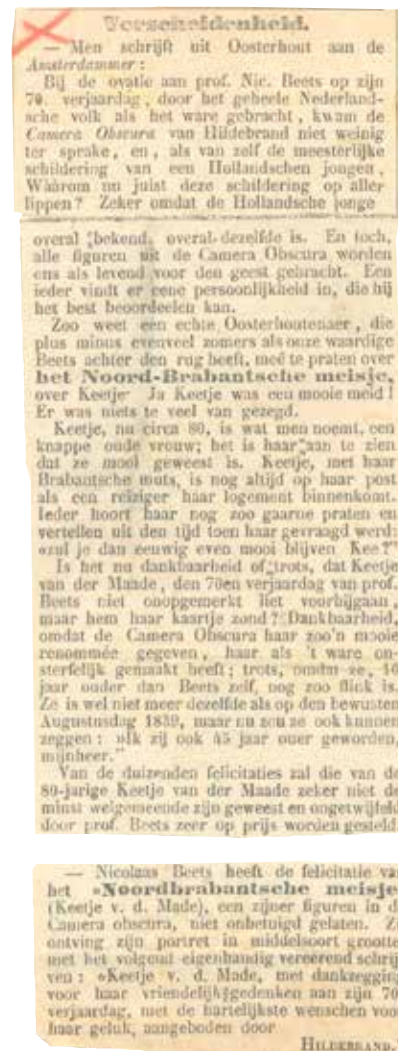 Verscheidenheid.
— Men schrijft uit Oosterhout aan de
Amsterdammer :
Bij de ovatie aan prof. Nic. Beets op zijn
70. verjaardag, door het geheele Nederland-
sche volk als het ware gebracht, kwam de
Camera Obscura van Hildebrand niet weinig
ter sprake, en, als van zelf de meesterlijke
schildering van een Hollandschen jongen.
Waarom nu juist deze schildering op aller
lippen? Zeker omdat de Hollandsche jonge
overal bekend, overal dezelfde is. En toch,
alle figuren uit de Camera Obscura worden
ons als levend voor den geest gebracht. Een
ieder vindt er eene persoonlijkheid in, die hij
het best beoordeelen kan.
Zoo weet een echte Oosterhoutenaer, die
plus minus evenveel zomers als onze waardige
Beets achter den rug heeft, med te praten over
het Noord-Brabantsche meisje,
over Keetje. Ja Keetje was een mooie meid !
Er was niets te veel van gezegd.
Keetje, nu circa 80, is wat men noemt, een
knappe oude vrouw; het is haar aan te zien
dat ze mooi geweest is. Keetje, met haar
Brabantsche muts, is nog altijd op haar post
als een reiziger haar logement binnenkomt.
Ieder hoort haar nog zoo gaarne praten en
vertellen uit den tijd toen haar gevraagd werd:
»zul je dan eeuwig even mooi blijven Kee?"
Is het nu dankbaarheid of trots, dat Keetje
van der Maade, den 70en verjaardag van prof.
Beets niet onopgemerkt liet voorbijgaan,
maar hem haar kaartje zond? Dankbaarheid,
omdat de Camera Obscura haar zoo'n mooie
renommée gegeven, haar als 't ware on-
sterfelijk gemaakt heeft; trots, omdat ze, 10
jaar ouder dan Beets zelf, nog zoo flink is.
Ze is wel niet meer dezelfde als op den bewusten
Augustusdag 1839, maar nu zou ze ook kunnen
zeggen : »Ik zij ook 45 jaar ouer geworden,
mijnheer."
Van de duizenden felicitaties zal die van de
80-jarige Keetje van der Maade zeker niet de
minst welgemeende zijn geweest en ongetwijfeld
door prof. Beets zeer op prijs worden gesteld.
— Nicolaas Beets heeft de felicitatie va
het »Noordbrabantsche meisje
(Keetje v. d. Made), een zijner figuren in d
Camera obscura, niet onbetuigd gelaten. Z
ontving zijn portret in middelsoort grootte
met het volgend eigenhandig vereerend schrij
ven : »Keetje v. d. Made, met dankzegging
voor haar vriendelijk gedenken aan zijn 70
verjaardag, met de hartelijkste wenschen voo
haar geluk, aangeboden door
HILDEBRAND.